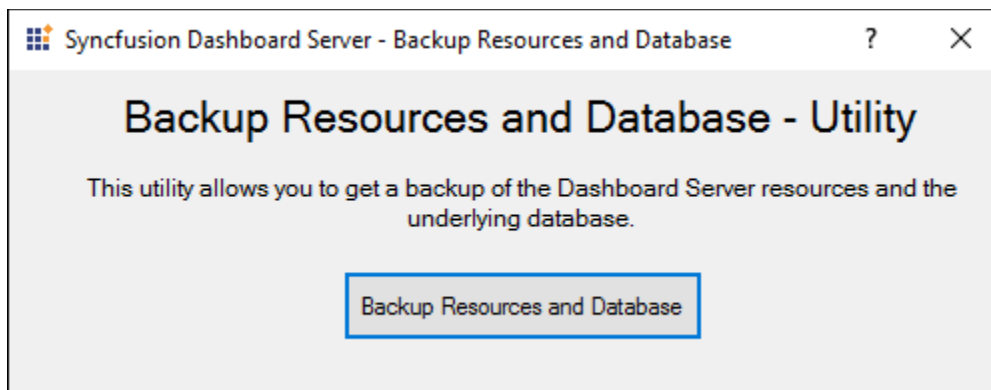 Syncfusion Dashboard Server - Backup Resources and Database ?
Backup Resources and Database - Utility
This utility allows you to get a backup of the Dashboard Server resources and the
underlying database.
Backup Resources and Database